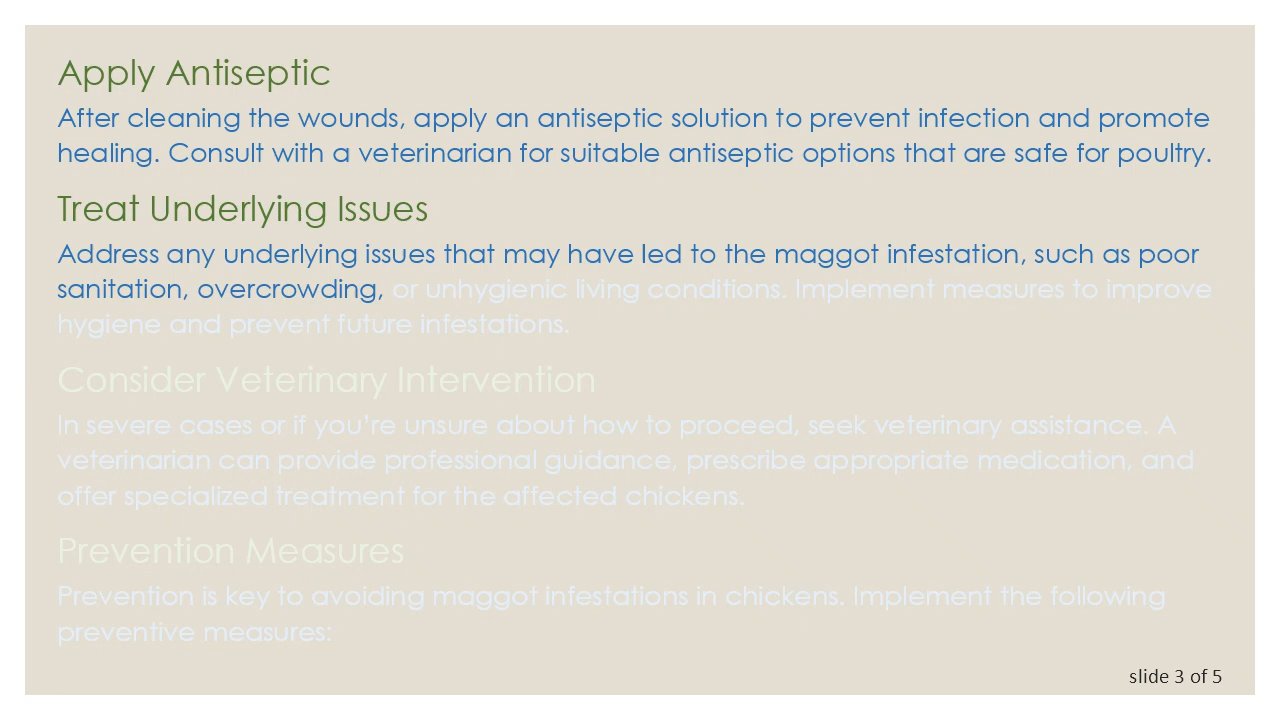 Apply Antiseptic
After cleaning the wounds, apply an antiseptic solution to prevent infection and promote
healing. Consult with a veterinarian for suitable antiseptic options that are safe for poultry.
Treat Underlying Issues
Address any underlying issues that may have led to the maggot infestation, such as poor
sanitation, overcrowding, or unhygienic living conditions. Implement measures to improve
hygiene and prevent future infestations.
Consider Veterinary Intervention
In severe cases or if you’re unsure about how to proceed, seek veterinary assistance. A
veterinarian can provide professional guidance, prescribe appropriate medication, and
offer specialized treatment for the affected chickens.
Prevention Measures
Prevention is key to avoiding maggot infestations in chickens. Implement the following
preventive measures:
slide 3 of 5